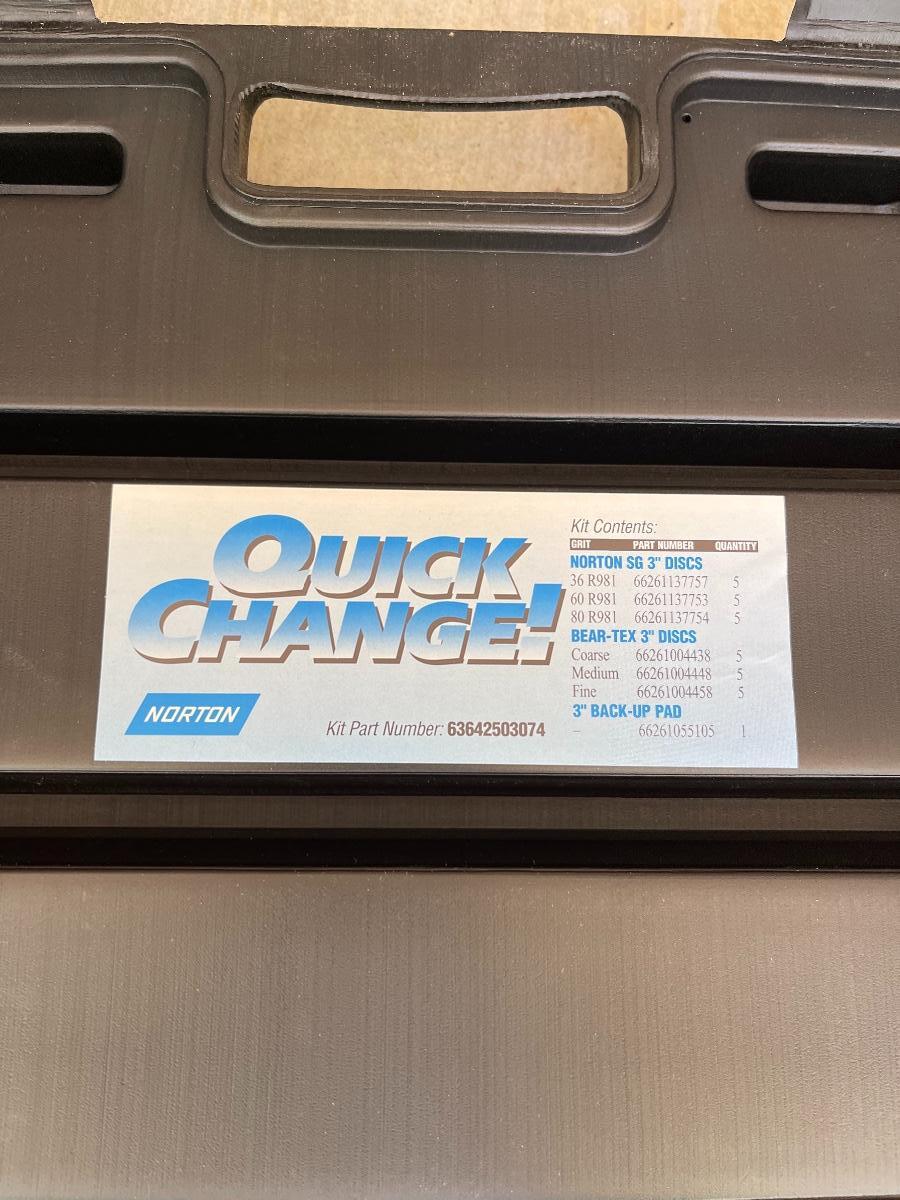 QUICK
CHANGE!
NORTON
Kit Part Number: 63642503074
Kit Contents:
GRIT PART NUMBER QUANTITY
NORTON SG 3" DISCS
36 R981 66261137757 5
60 R981 66261137753 5
80 R981 66261137754 5
BEAR-TEX 3" DISCS
Coarse 66261004438 5
Medium 66261004448 5
Fine 66261004458 5
3" BACK-UP PAD
– 66261055105 1